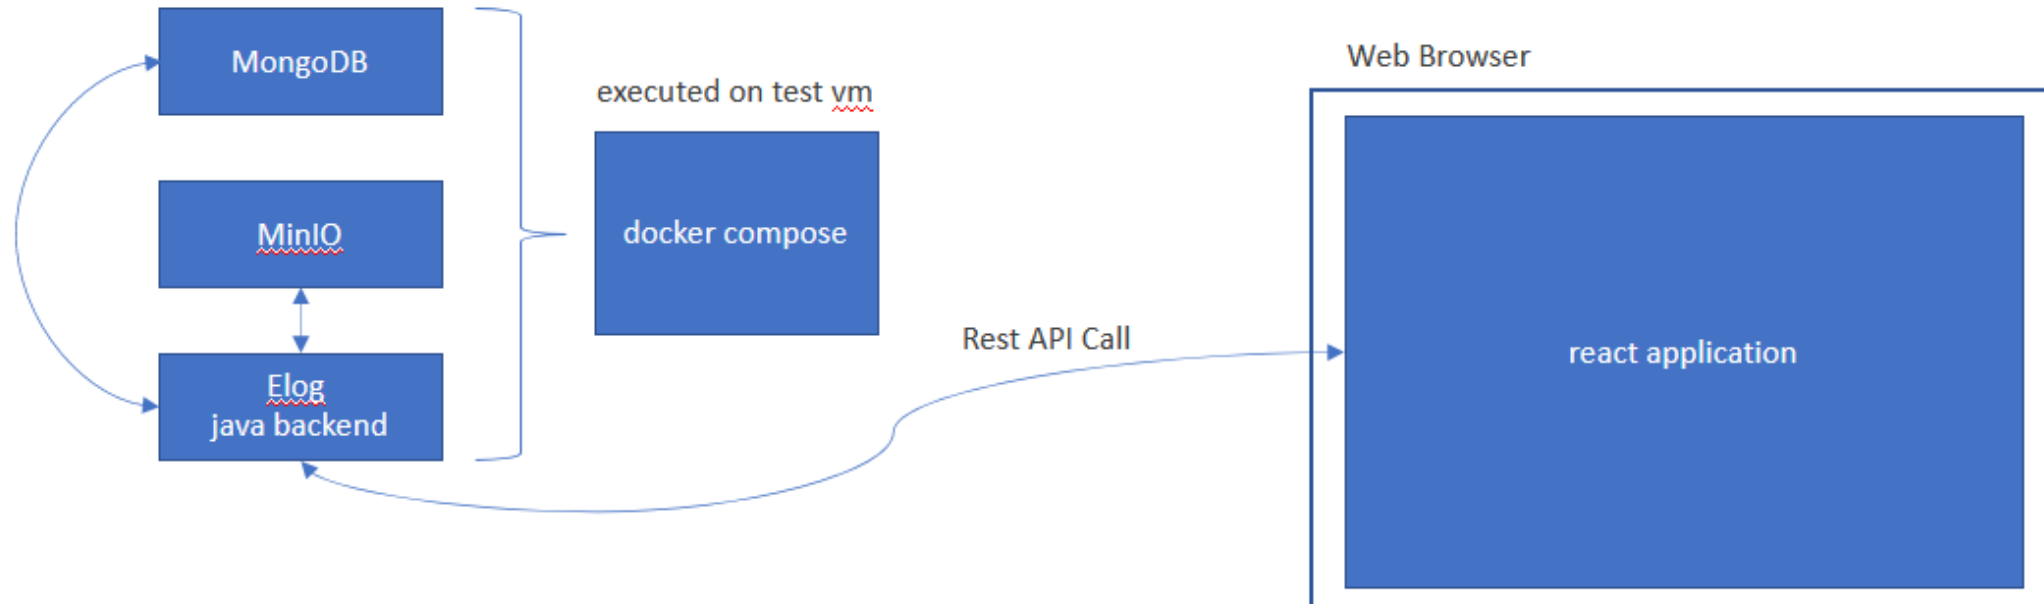 MongoDB
MinIO
Elog
java backend
executed on test vm
docker compose
Rest API Call
Web Browser
react application